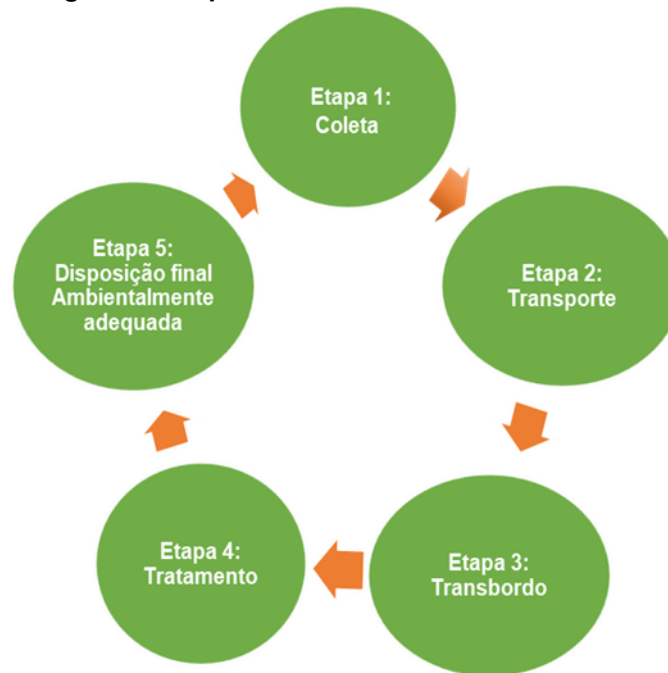 Etapa 1:
Coleta
Etapa 2:
Transporte
Etapa 3:
Transbordo
Etapa 4:
Tratamento
Etapa 5:
Disposição final
Ambientalmente
adequada